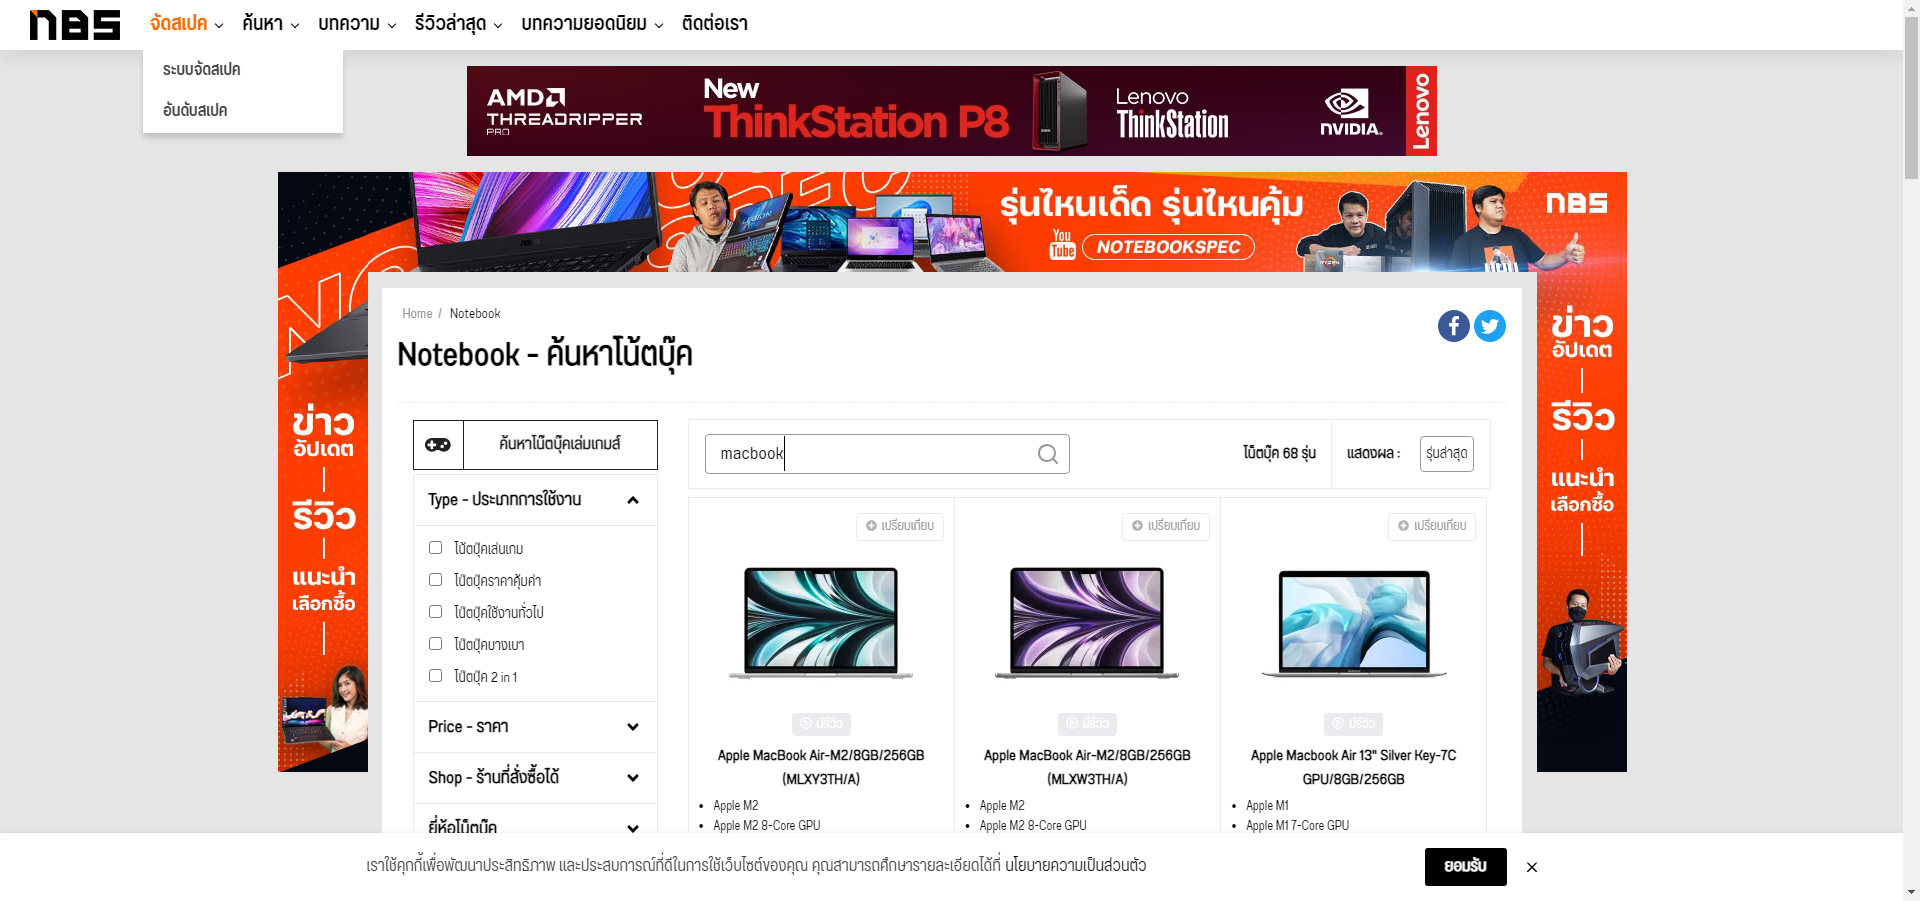 NBS
จัดสเปค
ค้นหา
บทความ
รีวิวล่าสุด
บทความยอดนิยม
ติดต่อเรา
ระบบจัดสเปค
อันดับสเปค
AMD
THREADRIPPER
PRO
New
ThinkStation P8
Lenovo
ThinkStation
NVIDIA.
Lenovo
รุ่นไหนเด็ด รุ่นไหนคุ้ม
YouTube NOTEBOOKSPEC
NBS
ข่าว
อัปเดต
รีวิว
แนะนำ
เลือกซื้อ
ข่าว
อัปเดต
รีวิว
แนะนำ
เลือกซื้อ
Home / Notebook
Notebook - ค้นหาโน้ตบุ๊ค
ค้นหาโน๊ตบุ๊คเล่มเกมส์
macbook
โน็ตบุ๊ค 68 รุ่น
แสดงผล :
รุ่นล่าสุด
Type - ประเภทการใช้งาน
โน้ตบุ๊คเล่นเกม
โน๊ตบุ๊คราคาคุ้มค่า
โน๊ตบุ๊คใช้งานทั่วไป
โน๊ตบุ๊คบางเบา
โน๊ตบุ๊ค 2 in 1
Price - ราคา
Shop - ร้านที่สั่งซื้อได้
ยี่ห้อโน็ตบุ๊ค
เปรียบเทียบ
เปรียบเทียบ
เปรียบเทียบ
มีรีวิว
มีรีวิว
มีรีวิว
Apple MacBook Air-M2/8GB/256GB
(MLXY3TH/A)
Apple M2
Apple M2 8-Core GPU
Apple MacBook Air-M2/8GB/256GB
(MLXW3TH/A)
Apple M2
Apple M2 8-Core GPU
Apple Macbook Air 13" Silver Key-7C
GPU/8GB/256GB
Apple M1
Apple M1 7-Core GPU
เราใช้คุกกี้เพื่อพัฒนาประสิทธิภาพ และประสบการณ์ที่ดีในการใช้เว็บไซต์ของคุณ คุณสามารถศึกษารายละเอียดได้ที่ นโยบายความเป็นส่วนตัว
ยอมรับ